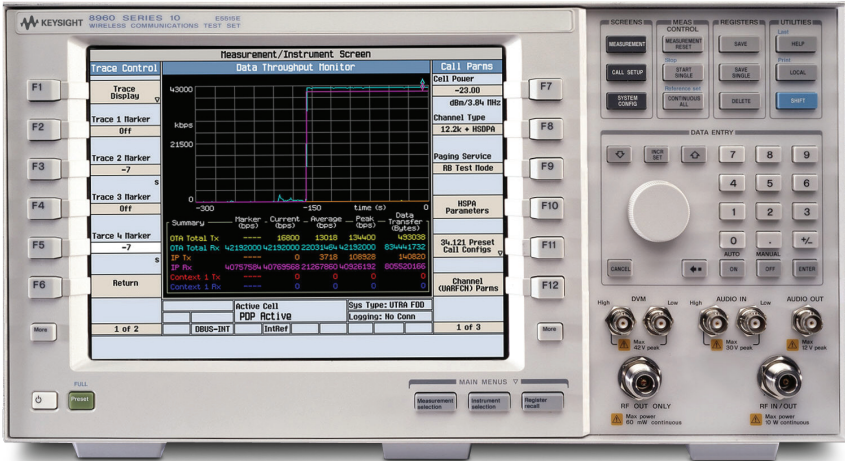 KEYSIGHT 8960 SERIES 10 E5515E
WIRELESS COMMUNICATIONS TEST SET
Measurement/Instrument Screen
Trace Control
Data Throughput Monitor
Call Parms
F1
Trace Display
F2
Trace 1 Marker
Off
F3
Trace 2 Marker
-7
s
F4
Trace 3 Marker
Off
F5
Tarce 4 Marker
-7
s
F6
Return
More
1 of 2
43000
kbps
21500
0
-300
-150
time (s)
0
Summary
Marker (bps) Current (bps) Average (bps) Peak (bps) Data Transfer (Bytes)
OTA Total Tx ---- 16800 13018 134400 493038
OTA Total Rx 42192000 42192000 22031464 42192000 834441732
IP Tx ---- 0 3718 108928 140820
IP Rx 40757584 40769568 21267860 40926192 805520166
Context 1 Tx ---- 0 0 0 0
Context 1 Rx ---- 0 0 0 0
Active Cell
PDP Active
Sys Type: UTRA FDD
Logging: No Conn
DBUS-INT
IntRef
Cell Power
-23.00
dBm/3.84 MHz
F7
Channel Type
12.2k + HSDPA
F8
Paging Service
RB Test Mode
F9
HSPA Parameters
F10
34.121 Preset Call Configs
F11
Channel (UARFCN) Parms
F12
1 of 3
More
FULL
Preset
MAIN MENUS
Measurement selection
Instrument selection
Register recall
SCREENS
MEAS CONTROL
REGISTERS
UTILITIES
MEASUREMENT
MEASUREMENT RESET
SAVE
Last
HELP
CALL SETUP
Stop
START SINGLE
SAVE SINGLE
Print
LOCAL
SYSTEM CONFIG
Reference set
CONTINUOUS ALL
DELETE
SHIFT
DATA ENTRY
INCR SET
7 8 9
4 5 6
1 2 3
0 . +/-
AUTO
MANUAL
CANCEL
ON
OFF
ENTER
High DVM Low
High AUDIO IN Low
AUDIO OUT
Max 42V peak
Max 30V peak
Max 12V peak
RF OUT ONLY
Max power 60 mW continuous
RF IN/OUT
Max power 10 W continuous